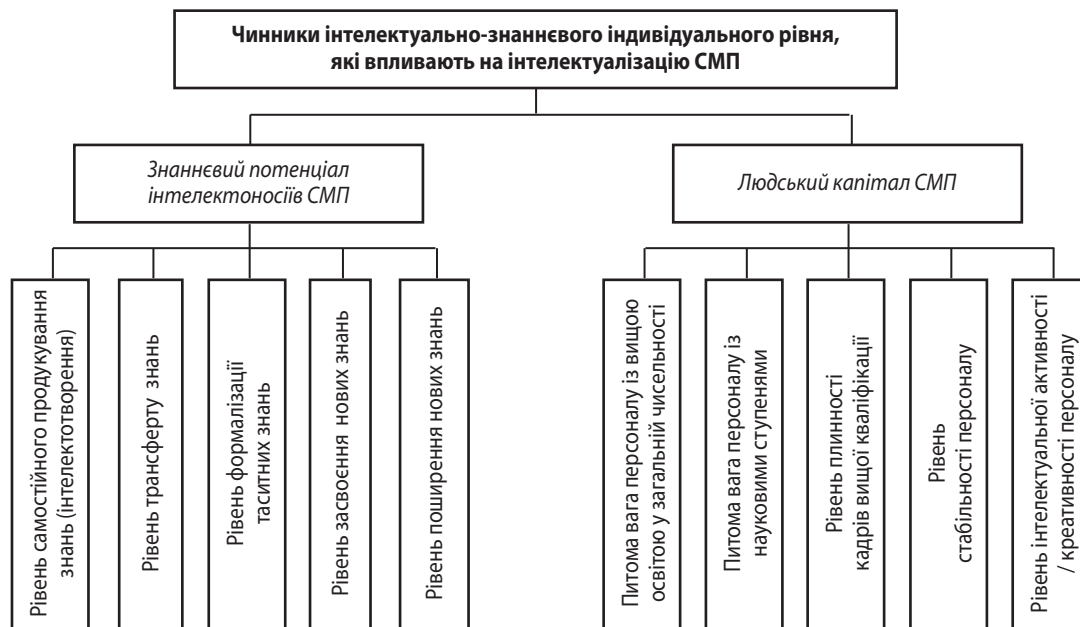 Чинники інтелектуально-знаннєвого індивідуального рівня,
які впливають на інтелектуалізацію СМП
Знаннєвий потенціал
інтелектоносіїв СМП
Людський капітал СМП
Рівень самостійного продукування
знань (інтелектотворення)
Рівень трансферту знань
Рівень формалізації
таситних знань
Рівень засвоєння нових знань
Рівень поширення нових знань
Питома вага персоналу із вищою
освітою у загальній чисельності
Питома вага персоналу із
науковими ступенями
Рівень плинності
кадрів вищої кваліфікації
Рівень
стабільності персоналу
Рівень інтелектуальної активності
/ креативності персоналу